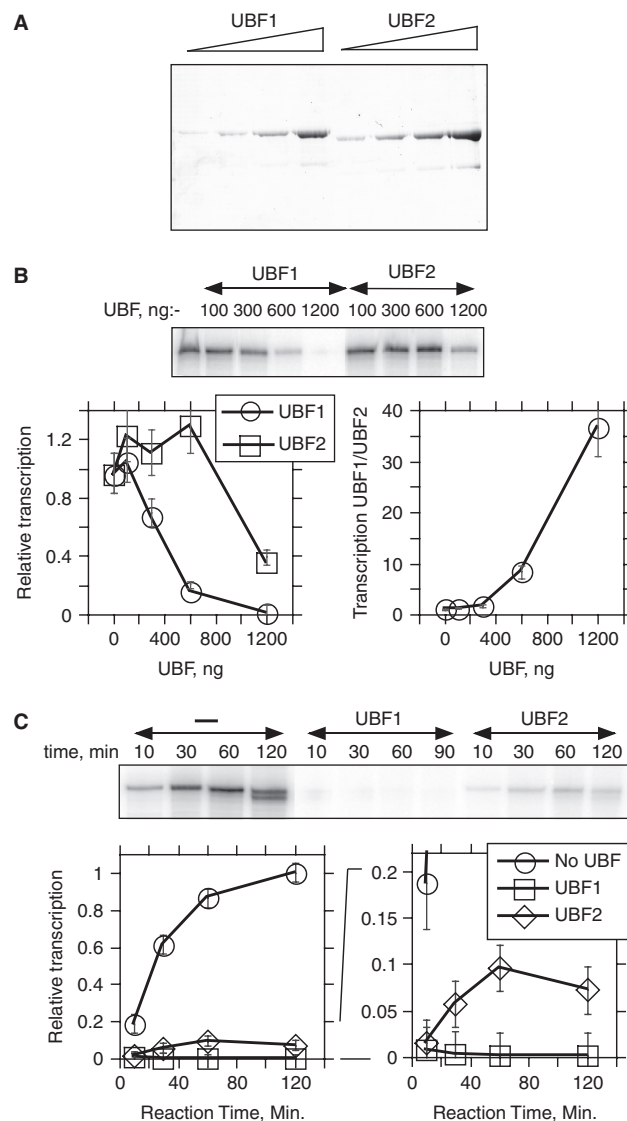 A
UBF1 UBF2
B
UBF1 UBF2
UBF, ng:- 100 300 600 1200 100 300 600 1200
UBF1
UBF2
Relative transcription
1.2
0.8
0.4
0
0 400 800 1200
UBF, ng
Transcription UBF1/UBF2
40
30
20
10
0
0 400 800 1200
UBF, ng
C
— UBF1 UBF2
time, min 10 30 60 120 10 30 60 90 10 30 60 120
Relative transcription
1
0.8
0.6
0.4
0.2
0
0 40 80 120
Reaction Time, Min.
0.2
0.15
0.1
0.05
0
0 40 80 120
Reaction Time, Min.
No UBF
UBF1
UBF2